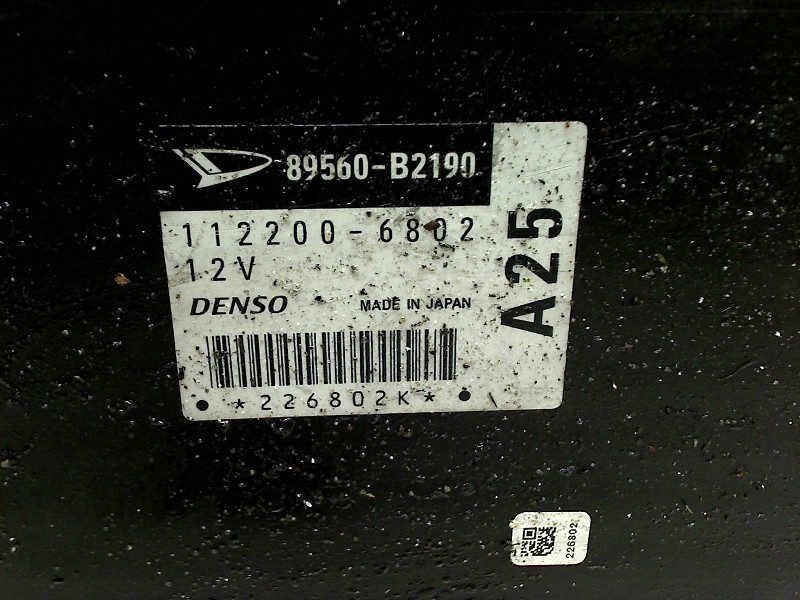 89560-B2190
112200-6802
12V
DENSO MADE IN JAPAN
*226802K*
A25
226802